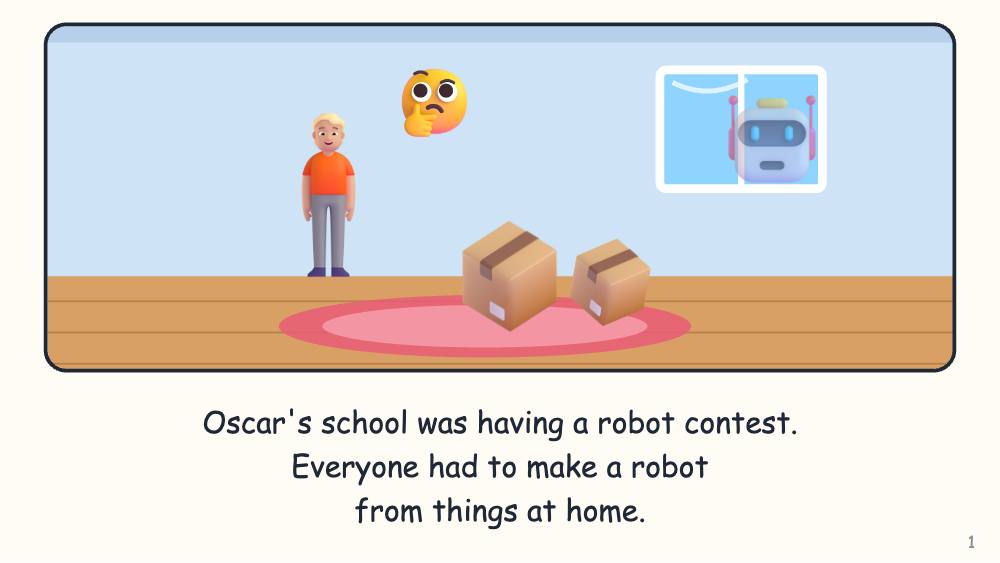 Oscar's school was having a robot contest.
Everyone had to make a robot
from things at home.
1